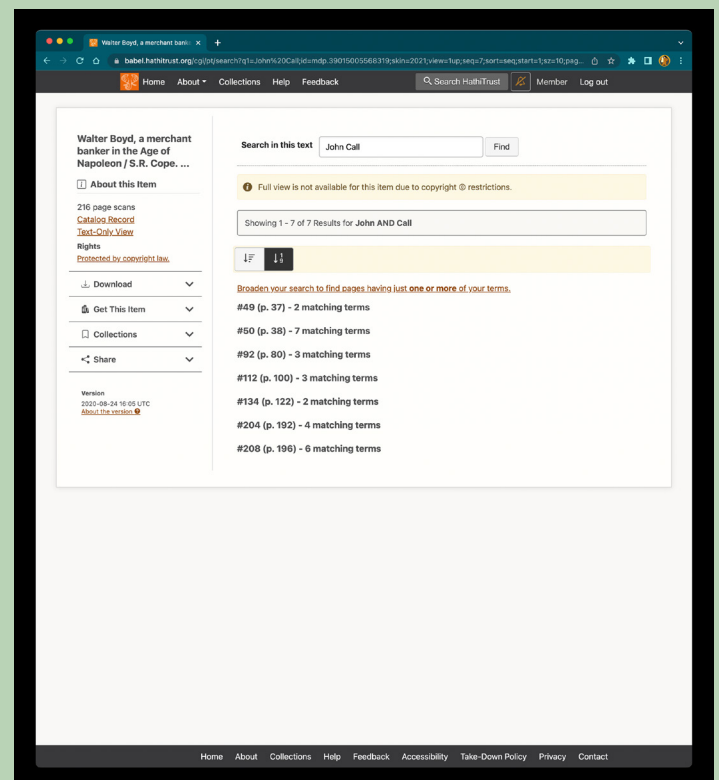 Walter Boyd, a merchant banke
babel.hathitrust.org/cgi/pt/search?q1=John%20Call;id=mdp.39015005568319;skin=2021;view=1up;seq=7;sort=seq;start=1;sz=10;pag...
Home About Collections Help Feedback Search HathiTrust Member Log out
Walter Boyd, a merchant
banker in the Age of
Napoleon / S.R. Cope. ...
About this Item
216 page scans
Catalog Record
Text-Only View
Rights
Protected by copyright law.
Download
Get This Item
Collections
Share
Version
2020-08-24 16:05 UTC
About the version
Search in this text John Call Find
Full view is not available for this item due to copyright © restrictions.
Showing 1 - 7 of 7 Results for John AND Call
Broaden your search to find pages having just one or more of your terms.
#49 (p. 37) - 2 matching terms
#50 (p. 38) - 7 matching terms
#92 (p. 80) - 3 matching terms
#112 (p. 100) - 3 matching terms
#134 (p. 122) - 2 matching terms
#204 (p. 192) - 4 matching terms
#208 (p. 196) - 6 matching terms
Home About Collections Help Feedback Accessibility Take-Down Policy Privacy Contact